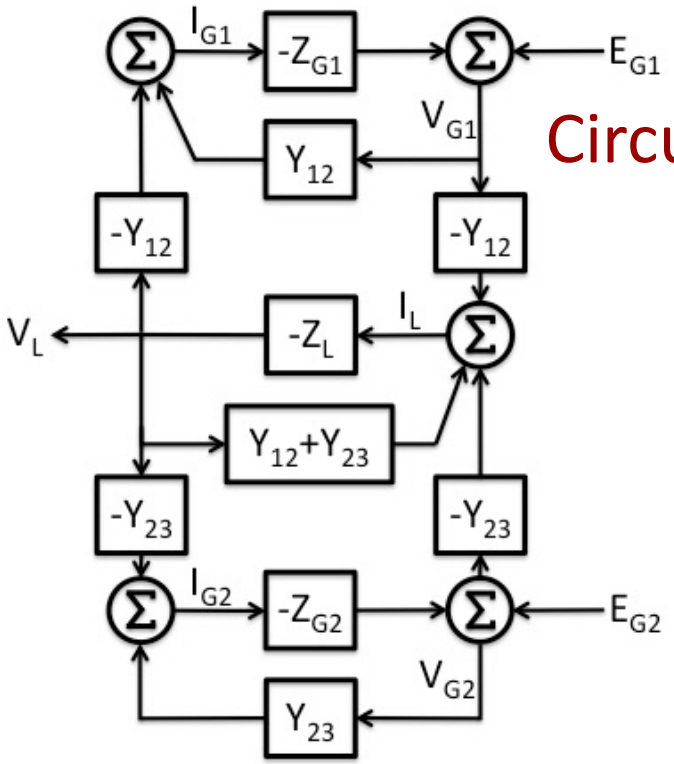 I_G1
Σ
-Z_G1
Σ
E_G1
V_G1
Circu
Y_12
-Y_12
-Y_12
I_L
V_L
-Z_L
Σ
Y_12+Y_23
-Y_23
-Y_23
I_G2
Σ
-Z_G2
Σ
E_G2
V_G2
Y_23